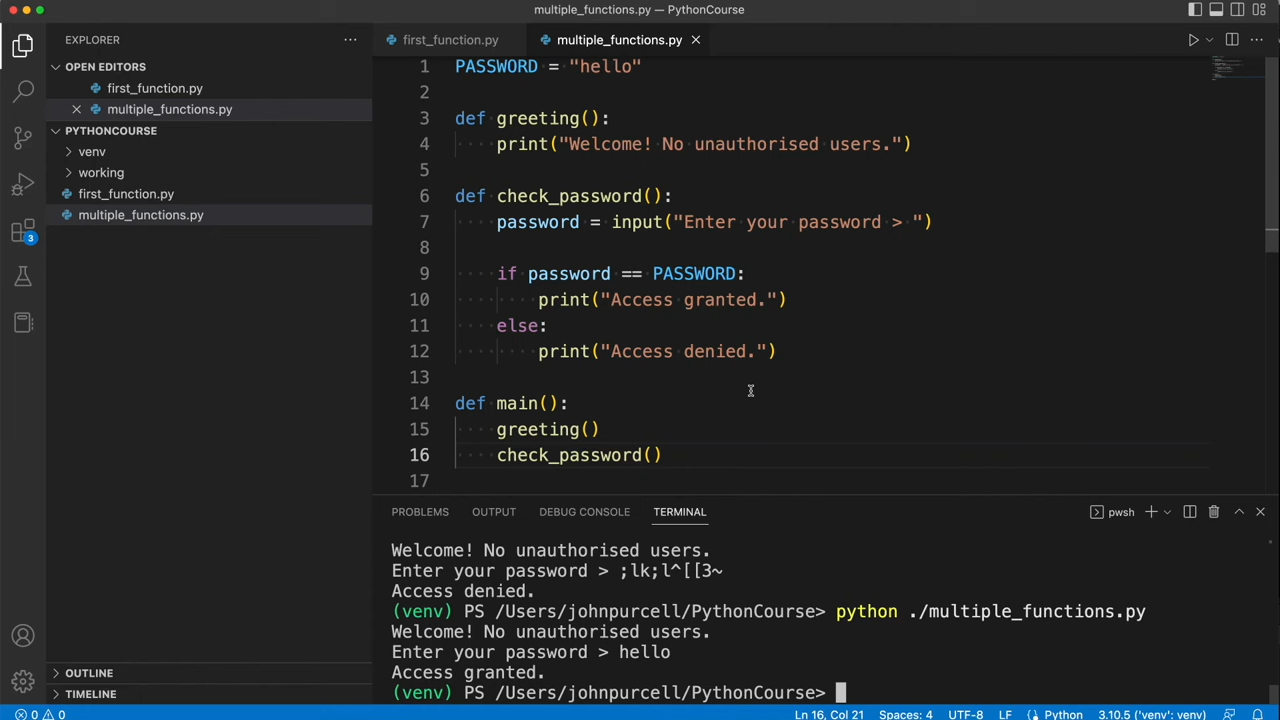 multiple_functions.py — PythonCourse
EXPLORER
OPEN EDITORS
first_function.py
multiple_functions.py
PYTHONCOURSE
venv
working
first_function.py
multiple_functions.py
OUTLINE
TIMELINE
3
first_function.py
multiple_functions.py
1 PASSWORD = "hello"
2
3 def greeting():
4 print("Welcome! No unauthorised users.")
5
6 def check_password():
7 password = input("Enter your password > ")
8
9 if password == PASSWORD:
10 print("Access granted.")
11 else:
12 print("Access denied.")
13
14 def main():
15 greeting()
16 check_password()
17
PROBLEMS OUTPUT DEBUG CONSOLE TERMINAL
pwsh
Welcome! No unauthorised users.
Enter your password > ;lk;l^[[3~
Access denied.
(venv) PS /Users/johnpurcell/PythonCourse> python ./multiple_functions.py
Welcome! No unauthorised users.
Enter your password > hello
Access granted.
(venv) PS /Users/johnpurcell/PythonCourse>
0 0 Ln 16, Col 21 Spaces: 4 UTF-8 LF Python 3.10.5 ('venv': venv)